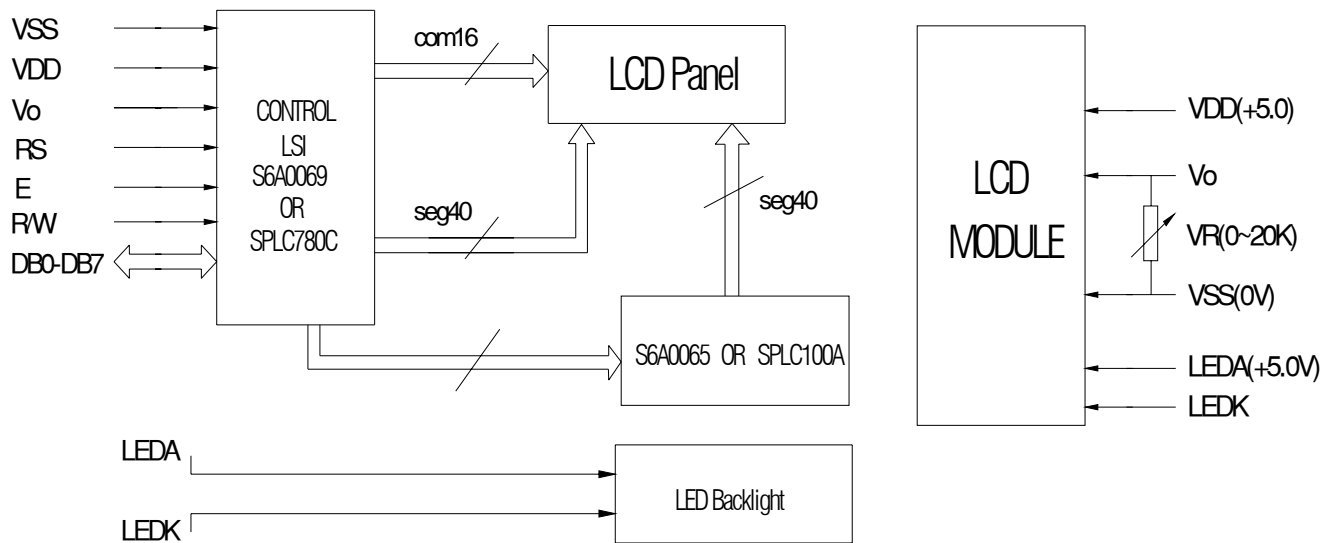 VSS
VDD
Vo
RS
E
R/W
DB0-DB7
CONTROL
LSI
S6A0069
OR
SPLC780C
com16
seg40
LCD Panel
seg40
S6A0065 OR SPLC100A
LEDA
LEDK
LED Backlight
LCD
MODULE
VDD(+5.0)
Vo
VR(0~20K)
VSS(0V)
LEDA(+5.0V)
LEDK